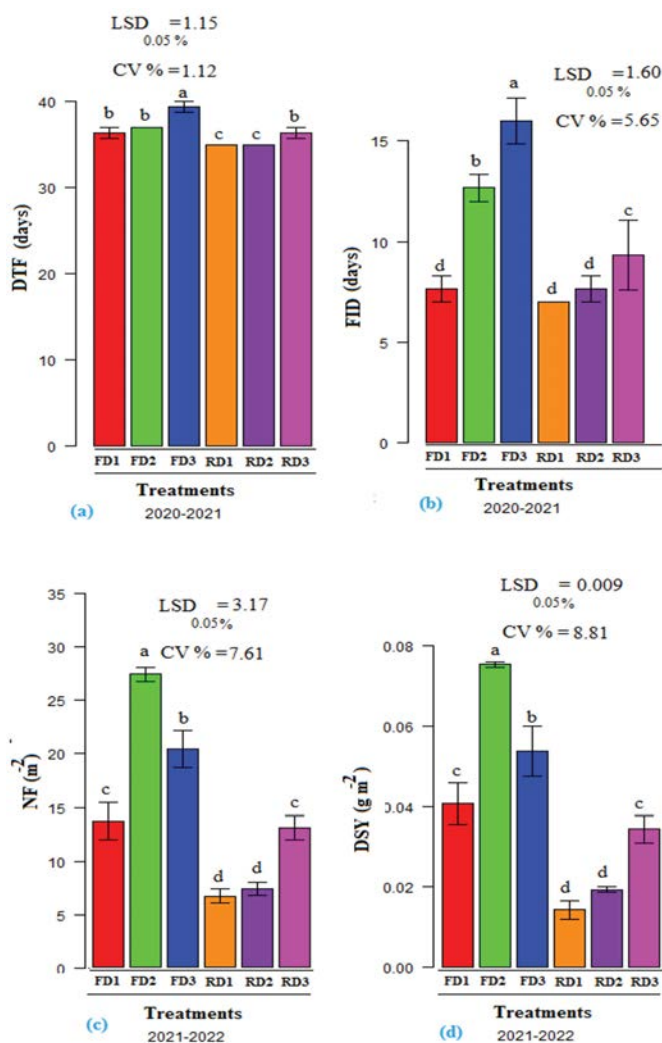 LSD = 1.15
0.05 %
CV % = 1.12
DTF (days)
40
30
20
10
0
b b a c c b
FD1 FD2 FD3 RD1 RD2 RD3
Treatments
(a) 2020-2021
LSD = 1.60
0.05 %
CV % = 5.65
FID (days)
15
10
5
0
d b a d d c
FD1 FD2 FD3 RD1 RD2 RD3
Treatments
(b) 2020-2021
LSD = 3.17
0.05%
CV % = 7.61
NF (m⁻²)
35
30
25
20
15
10
5
0
c a b d d c
FD1 FD2 FD3 RD1 RD2 RD3
Treatments
(c) 2021-2022
LSD = 0.009
0.05%
CV % = 8.81
DSY (g m⁻²)
0.08
0.06
0.04
0.02
0.00
c a b d d c
FD1 FD2 FD3 RD1 RD2 RD3
Treatments
(d) 2021-2022